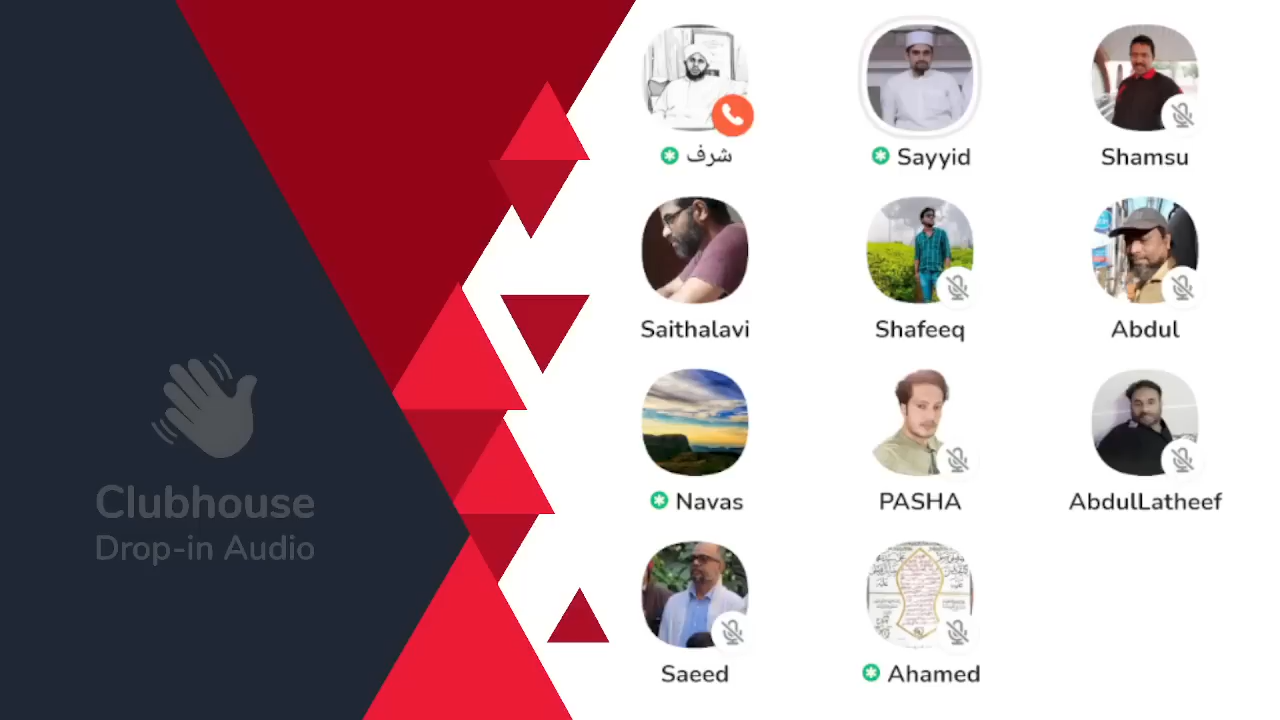 شرف
Sayyid
Shamsu
Saithalavi
Shafeeq
Abdul
Navas
PASHA
AbdulLatheef
Saeed
Ahamed
Clubhouse
Drop-in Audio